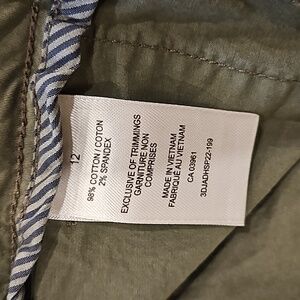 12
98% COTTON / COTON
2% SPANDEX
EXCLUSIVE OF TRIMMINGS
GARNITURE NON
COMPRISES
MADE IN VIETNAM
FABRIQUÉ AU VIETNAM
CA 03961
3DJADHSP22-199